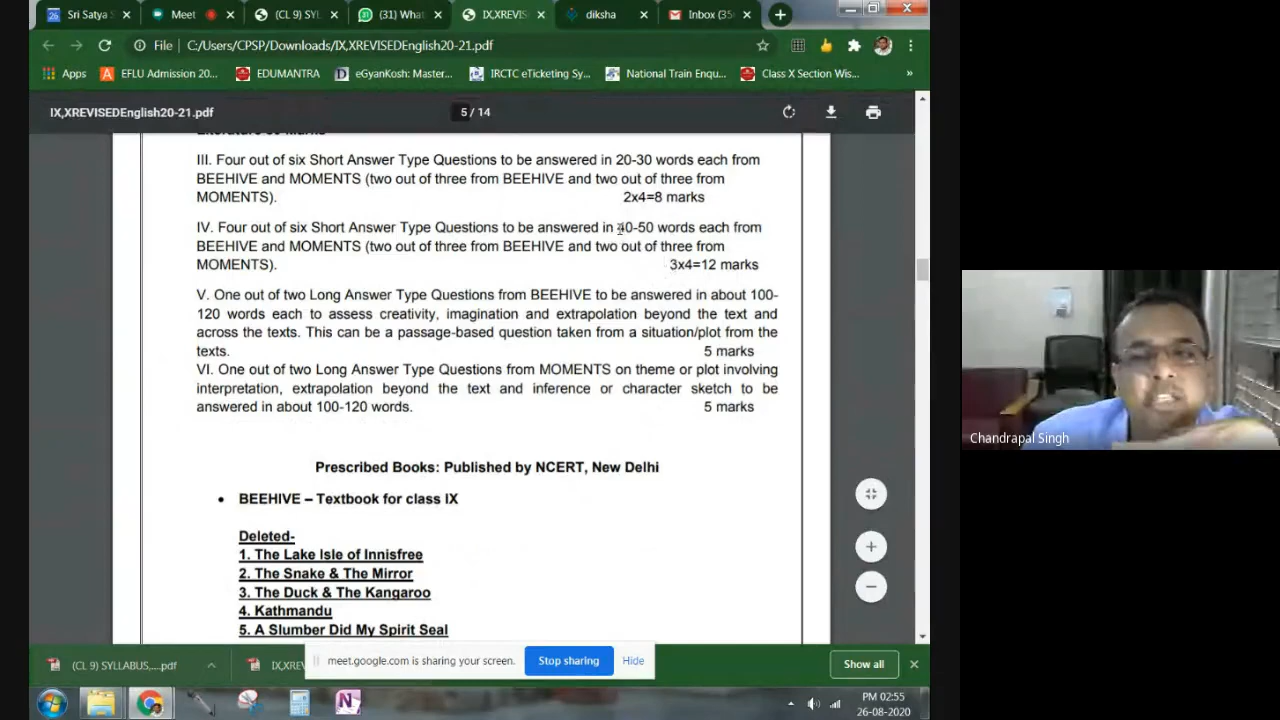 Sri Satya S
Meet
(CL 9) SYL
(31) What
IX,XREVIS
diksha
Inbox (35
File
C:/Users/CPSP/Downloads/IX,XREVISEDEnglish20-21.pdf
Apps
EFLU Admission 20...
EDUMANTRA
eGyanKosh: Master...
IRCTC eTicketing Sy...
National Train Enqu...
Class X Section Wis...
IX,XREVISEDEnglish20-21.pdf
5 / 14
III. Four out of six Short Answer Type Questions to be answered in 20-30 words each from
BEEHIVE and MOMENTS (two out of three from BEEHIVE and two out of three from
MOMENTS). 2x4=8 marks
IV. Four out of six Short Answer Type Questions to be answered in 40-50 words each from
BEEHIVE and MOMENTS (two out of three from BEEHIVE and two out of three from
MOMENTS). 3x4=12 marks
V. One out of two Long Answer Type Questions from BEEHIVE to be answered in about 100-
120 words each to assess creativity, imagination and extrapolation beyond the text and
across the texts. This can be a passage-based question taken from a situation/plot from the
texts. 5 marks
VI. One out of two Long Answer Type Questions from MOMENTS on theme or plot involving
interpretation, extrapolation beyond the text and inference or character sketch to be
answered in about 100-120 words. 5 marks
Prescribed Books: Published by NCERT, New Delhi
• BEEHIVE – Textbook for class IX
Deleted-
1. The Lake Isle of Innisfree
2. The Snake & The Mirror
3. The Duck & The Kangaroo
4. Kathmandu
5. A Slumber Did My Spirit Seal
Chandrapal Singh
(CL 9) SYLLABUS,....pdf
IX,XRE
meet.google.com is sharing your screen.
Stop sharing
Hide
Show all
PM 02:55
26-08-2020